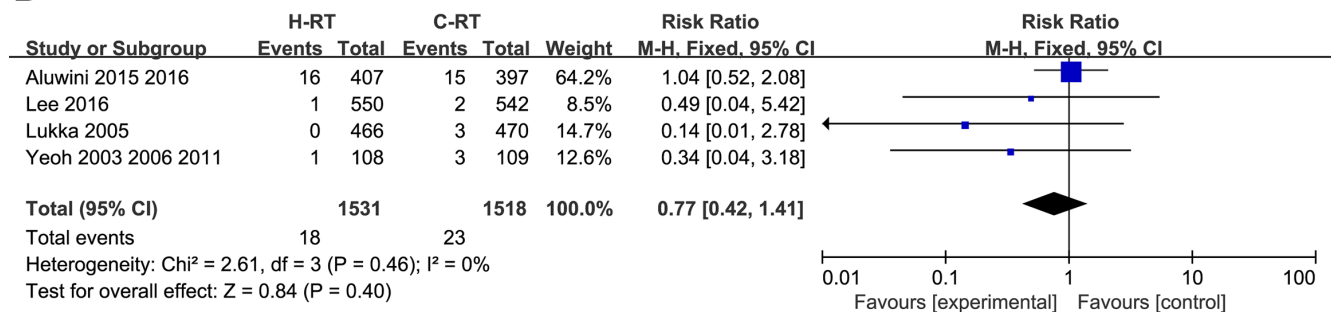 H-RT C-RT Risk Ratio Risk Ratio
Study or Subgroup Events Total Events Total Weight M-H, Fixed, 95% CI M-H, Fixed, 95% CI
Aluwini 2015 2016 16 407 15 397 64.2% 1.04 [0.52, 2.08]
Lee 2016 1 550 2 542 8.5% 0.49 [0.04, 5.42]
Lukka 2005 0 466 3 470 14.7% 0.14 [0.01, 2.78]
Yeoh 2003 2006 2011 1 108 3 109 12.6% 0.34 [0.04, 3.18]
Total (95% CI) 1531 1518 100.0% 0.77 [0.42, 1.41]
Total events 18 23
Heterogeneity: Chi² = 2.61, df = 3 (P = 0.46); I² = 0%
Test for overall effect: Z = 0.84 (P = 0.40)
0.01 0.1 1 10 100
Favours [experimental] Favours [control]